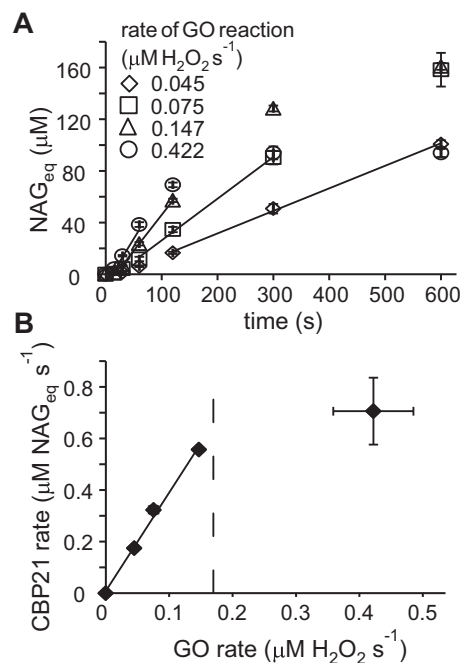 A
rate of GO reaction
(μM H₂O₂ s⁻¹)
0.045
0.075
0.147
0.422
NAGeq (μM)
160
120
80
40
0
0 100 200 300 400 500 600
time (s)
B
CBP21 rate (μM NAGeq s⁻¹)
0.8
0.6
0.4
0.2
0
0 0.1 0.2 0.3 0.4 0.5
GO rate (μM H₂O₂ s⁻¹)